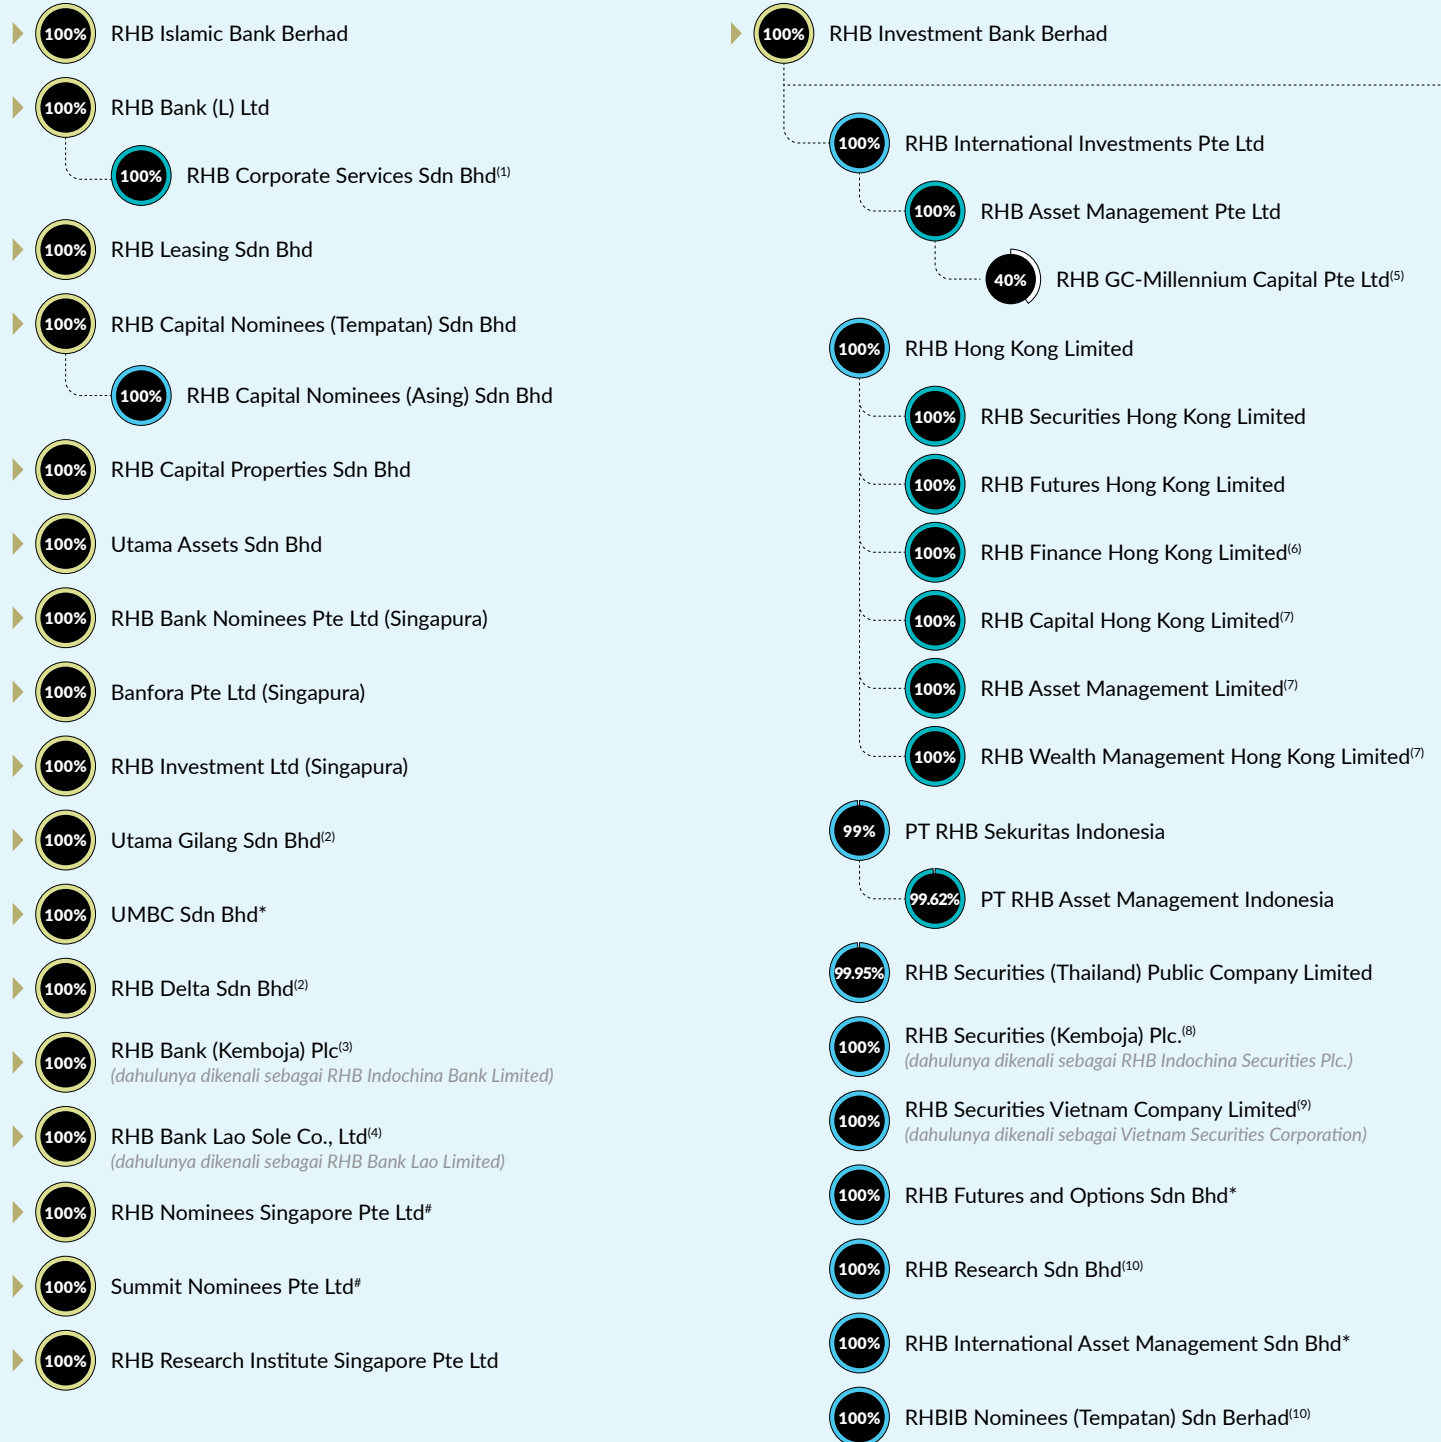 100% RHB Islamic Bank Berhad
100% RHB Bank (L) Ltd
100% RHB Corporate Services Sdn Bhd(1)
100% RHB Leasing Sdn Bhd
100% RHB Capital Nominees (Tempatan) Sdn Bhd
100% RHB Capital Nominees (Asing) Sdn Bhd
100% RHB Capital Properties Sdn Bhd
100% Utama Assets Sdn Bhd
100% RHB Bank Nominees Pte Ltd (Singapura)
100% Banfora Pte Ltd (Singapura)
100% RHB Investment Ltd (Singapura)
100% Utama Gilang Sdn Bhd(2)
100% UMBC Sdn Bhd*
100% RHB Delta Sdn Bhd(2)
100% RHB Bank (Kemboja) Plc(3)
(dahulunya dikenali sebagai RHB Indochina Bank Limited)
100% RHB Bank Lao Sole Co., Ltd(4)
(dahulunya dikenali sebagai RHB Bank Lao Limited)
100% RHB Nominees Singapore Pte Ltd#
100% Summit Nominees Pte Ltd#
100% RHB Research Institute Singapore Pte Ltd
100% RHB Investment Bank Berhad
100% RHB International Investments Pte Ltd
100% RHB Asset Management Pte Ltd
40% RHB GC-Millennium Capital Pte Ltd(5)
100% RHB Hong Kong Limited
100% RHB Securities Hong Kong Limited
100% RHB Futures Hong Kong Limited
100% RHB Finance Hong Kong Limited(6)
100% RHB Capital Hong Kong Limited(7)
100% RHB Asset Management Limited(7)
100% RHB Wealth Management Hong Kong Limited(7)
99% PT RHB Sekuritas Indonesia
99.62% PT RHB Asset Management Indonesia
99.95% RHB Securities (Thailand) Public Company Limited
100% RHB Securities (Kemboja) Plc.(8)
(dahulunya dikenali sebagai RHB Indochina Securities Plc.)
100% RHB Securities Vietnam Company Limited(9)
(dahulunya dikenali sebagai Vietnam Securities Corporation)
100% RHB Futures and Options Sdn Bhd*
100% RHB Research Sdn Bhd(10)
100% RHB International Asset Management Sdn Bhd*
100% RHBIB Nominees (Tempatan) Sdn Berhad(10)